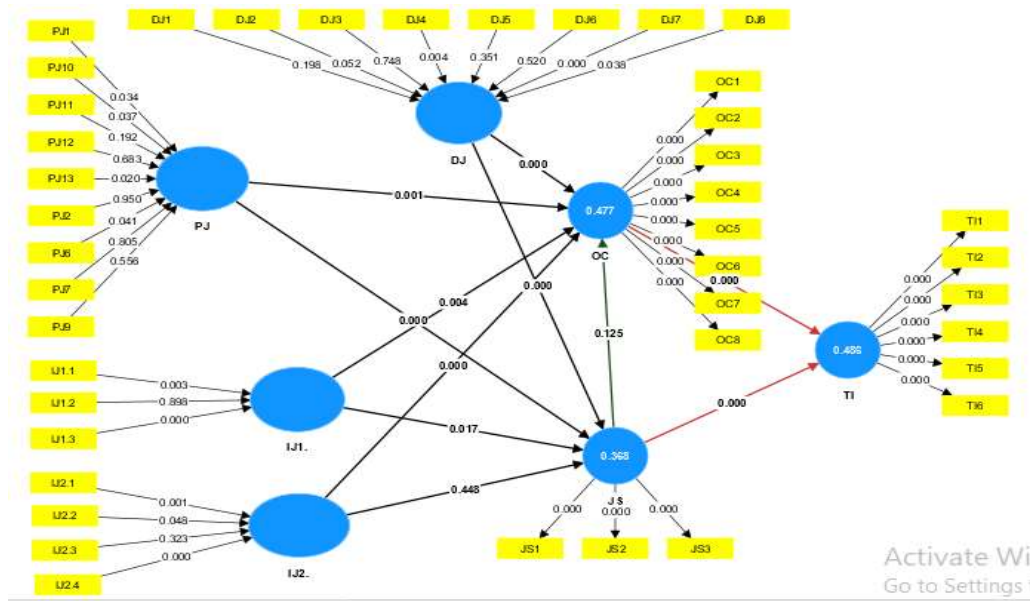 DJ1 DJ2 DJ3 DJ4 DJ5 DJ6 DJ7 DJ8
0.198 0.052 0.748 0.004 0.351 0.520 0.000 0.038
DJ
PJ1
PJ10
PJ11
PJ12
PJ13
PJ2
PJ6
PJ7
PJ9
0.034
0.037
0.192
0.683
0.020
0.950
0.041
0.805
0.556
PJ
IJ1.1
IJ1.2
IJ1.3
0.003
0.898
0.000
IJ1.
IJ2.1
IJ2.2
IJ2.3
IJ2.4
0.001
0.048
0.323
0.000
IJ2.
0.000
0.001
0.000
0.004
0.000
0.000
0.017
0.448
0.125
0.477
OC
OC1
OC2
OC3
OC4
OC5
OC6
OC7
OC8
0.000
0.000
0.000
0.000
0.000
0.000
0.000
0.000
0.000
0.000
0.368
JS
0.000 0.000 0.000
JS1 JS2 JS3
0.486
TI
TI1
TI2
TI3
TI4
TI5
TI6
0.000
0.000
0.000
0.000
0.000
0.000
Activate Wi
Go to Settings